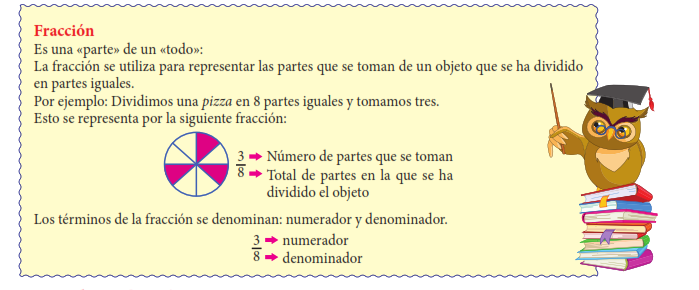 Fracción
Es una «parte» de un «todo»:
La fracción se utiliza para representar las partes que se toman de un objeto que se ha dividido
en partes iguales.
Por ejemplo: Dividimos una pizza en 8 partes iguales y tomamos tres.
Esto se representa por la siguiente fracción:
3 ➡ Número de partes que se toman
8 ➡ Total de partes en la que se ha
dividido el objeto
Los términos de la fracción se denominan: numerador y denominador.
3 ➡ numerador
8 ➡ denominador